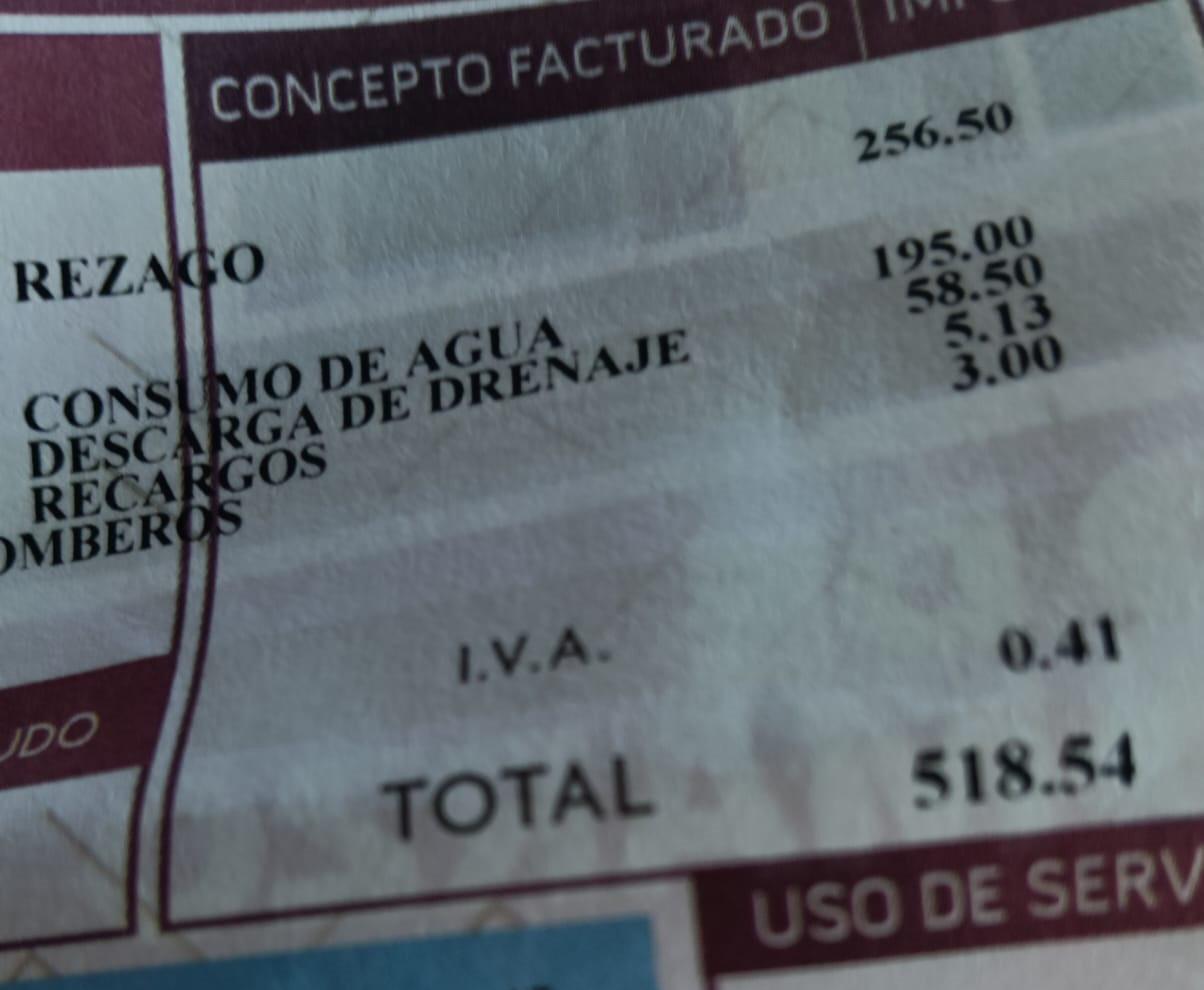 CONCEPTO FACTURADO
REZAGO 256.50
CONSUMO DE AGUA 195.00
DESCARGA DE DRENAJE 58.50
RECARGOS 5.13
OMBEROS 3.00
I.V.A. 0.41
UDO
TOTAL 518.54
USO DE SERV